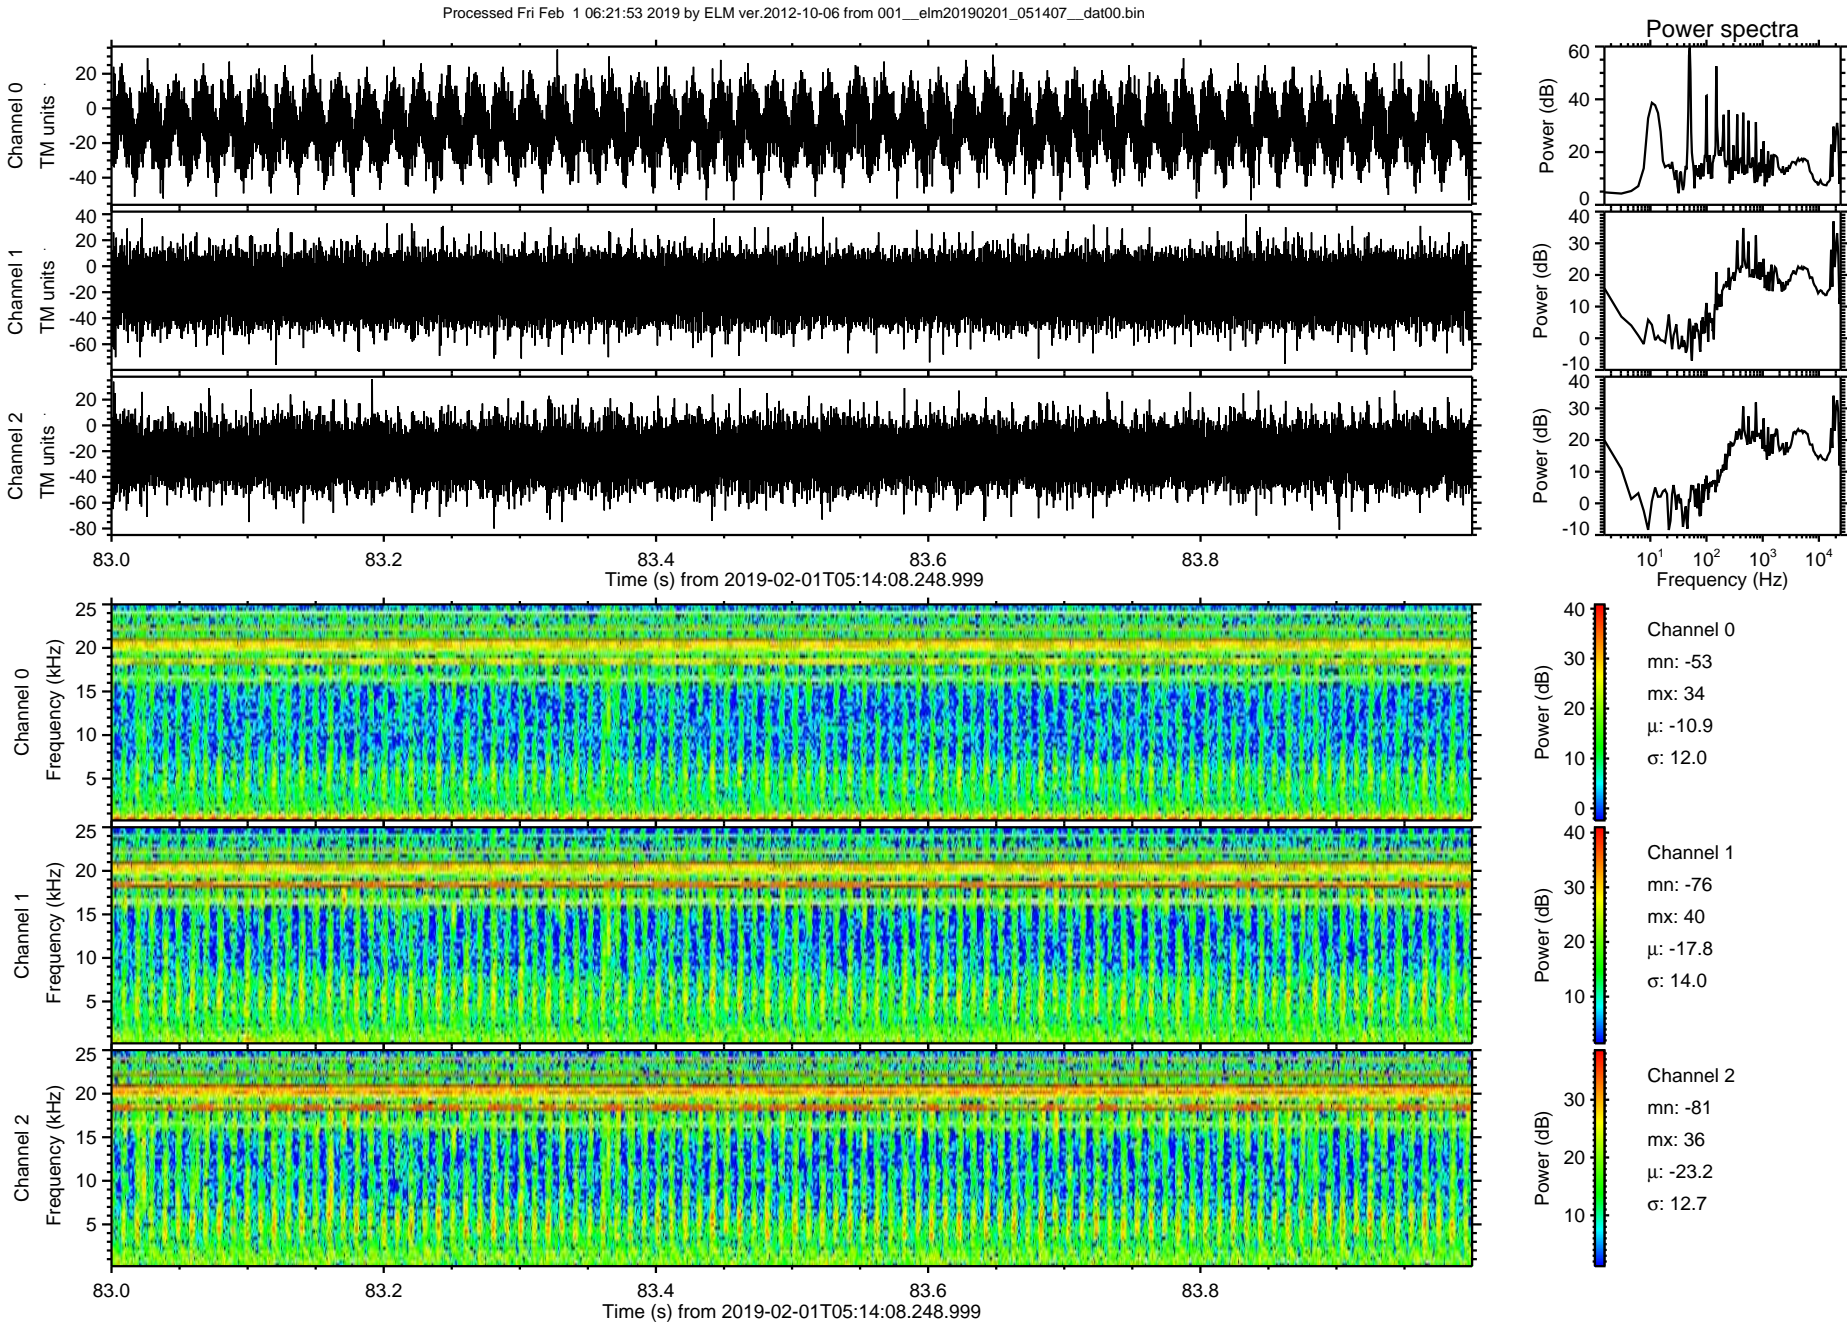 Processed Fri Feb  1 06:21:53 2019 by ELM ver.2012-10-06 from 001__elm20190201_051407__dat00.bin
Power spectra
Channel 0
TM units
20
0
-20
-40
Power (dB)
60
40
20
0
Channel 1
TM units
40
20
0
-20
-40
-60
Power (dB)
40
30
20
10
0
-10
Channel 2
TM units
20
0
-20
-40
-60
-80
Power (dB)
40
30
20
10
0
-10
83.0 83.2 83.4 83.6 83.8
Time (s) from 2019-02-01T05:14:08.248.999
10^1 10^2 10^3 10^4
Frequency (Hz)
Channel 0
Frequency (kHz)
25
20
15
10
5
Power (dB)
40
30
20
10
0
Channel 0
mn: -53
mx: 34
μ: -10.9
σ: 12.0
Channel 1
Frequency (kHz)
25
20
15
10
5
Power (dB)
40
30
20
10
Channel 1
mn: -76
mx: 40
μ: -17.8
σ: 14.0
Channel 2
Frequency (kHz)
25
20
15
10
5
Power (dB)
30
20
10
Channel 2
mn: -81
mx: 36
μ: -23.2
σ: 12.7
83.0 83.2 83.4 83.6 83.8
Time (s) from 2019-02-01T05:14:08.248.999